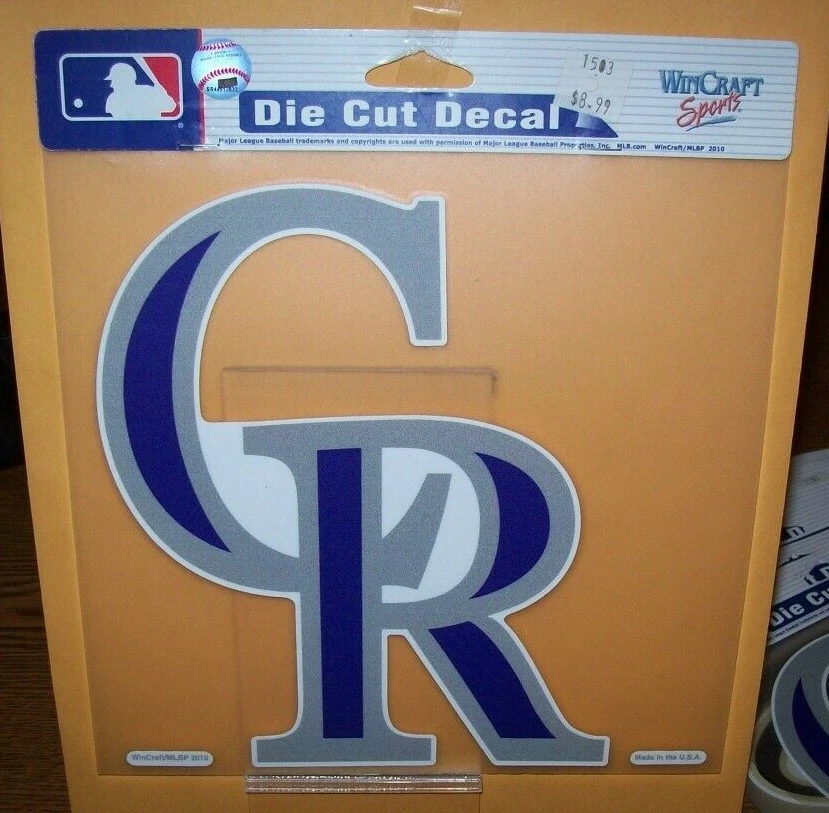 1503
$8.99
WINCRAFT
Sports
Die Cut Decal
Major League Baseball trademarks and copyrights are used with permission of Major League Baseball Properties, Inc. MLB.com WinCraft/MLBP 2010
CR
Die Cu
WinCraft/MLBP 2010
Made in the U.S.A.